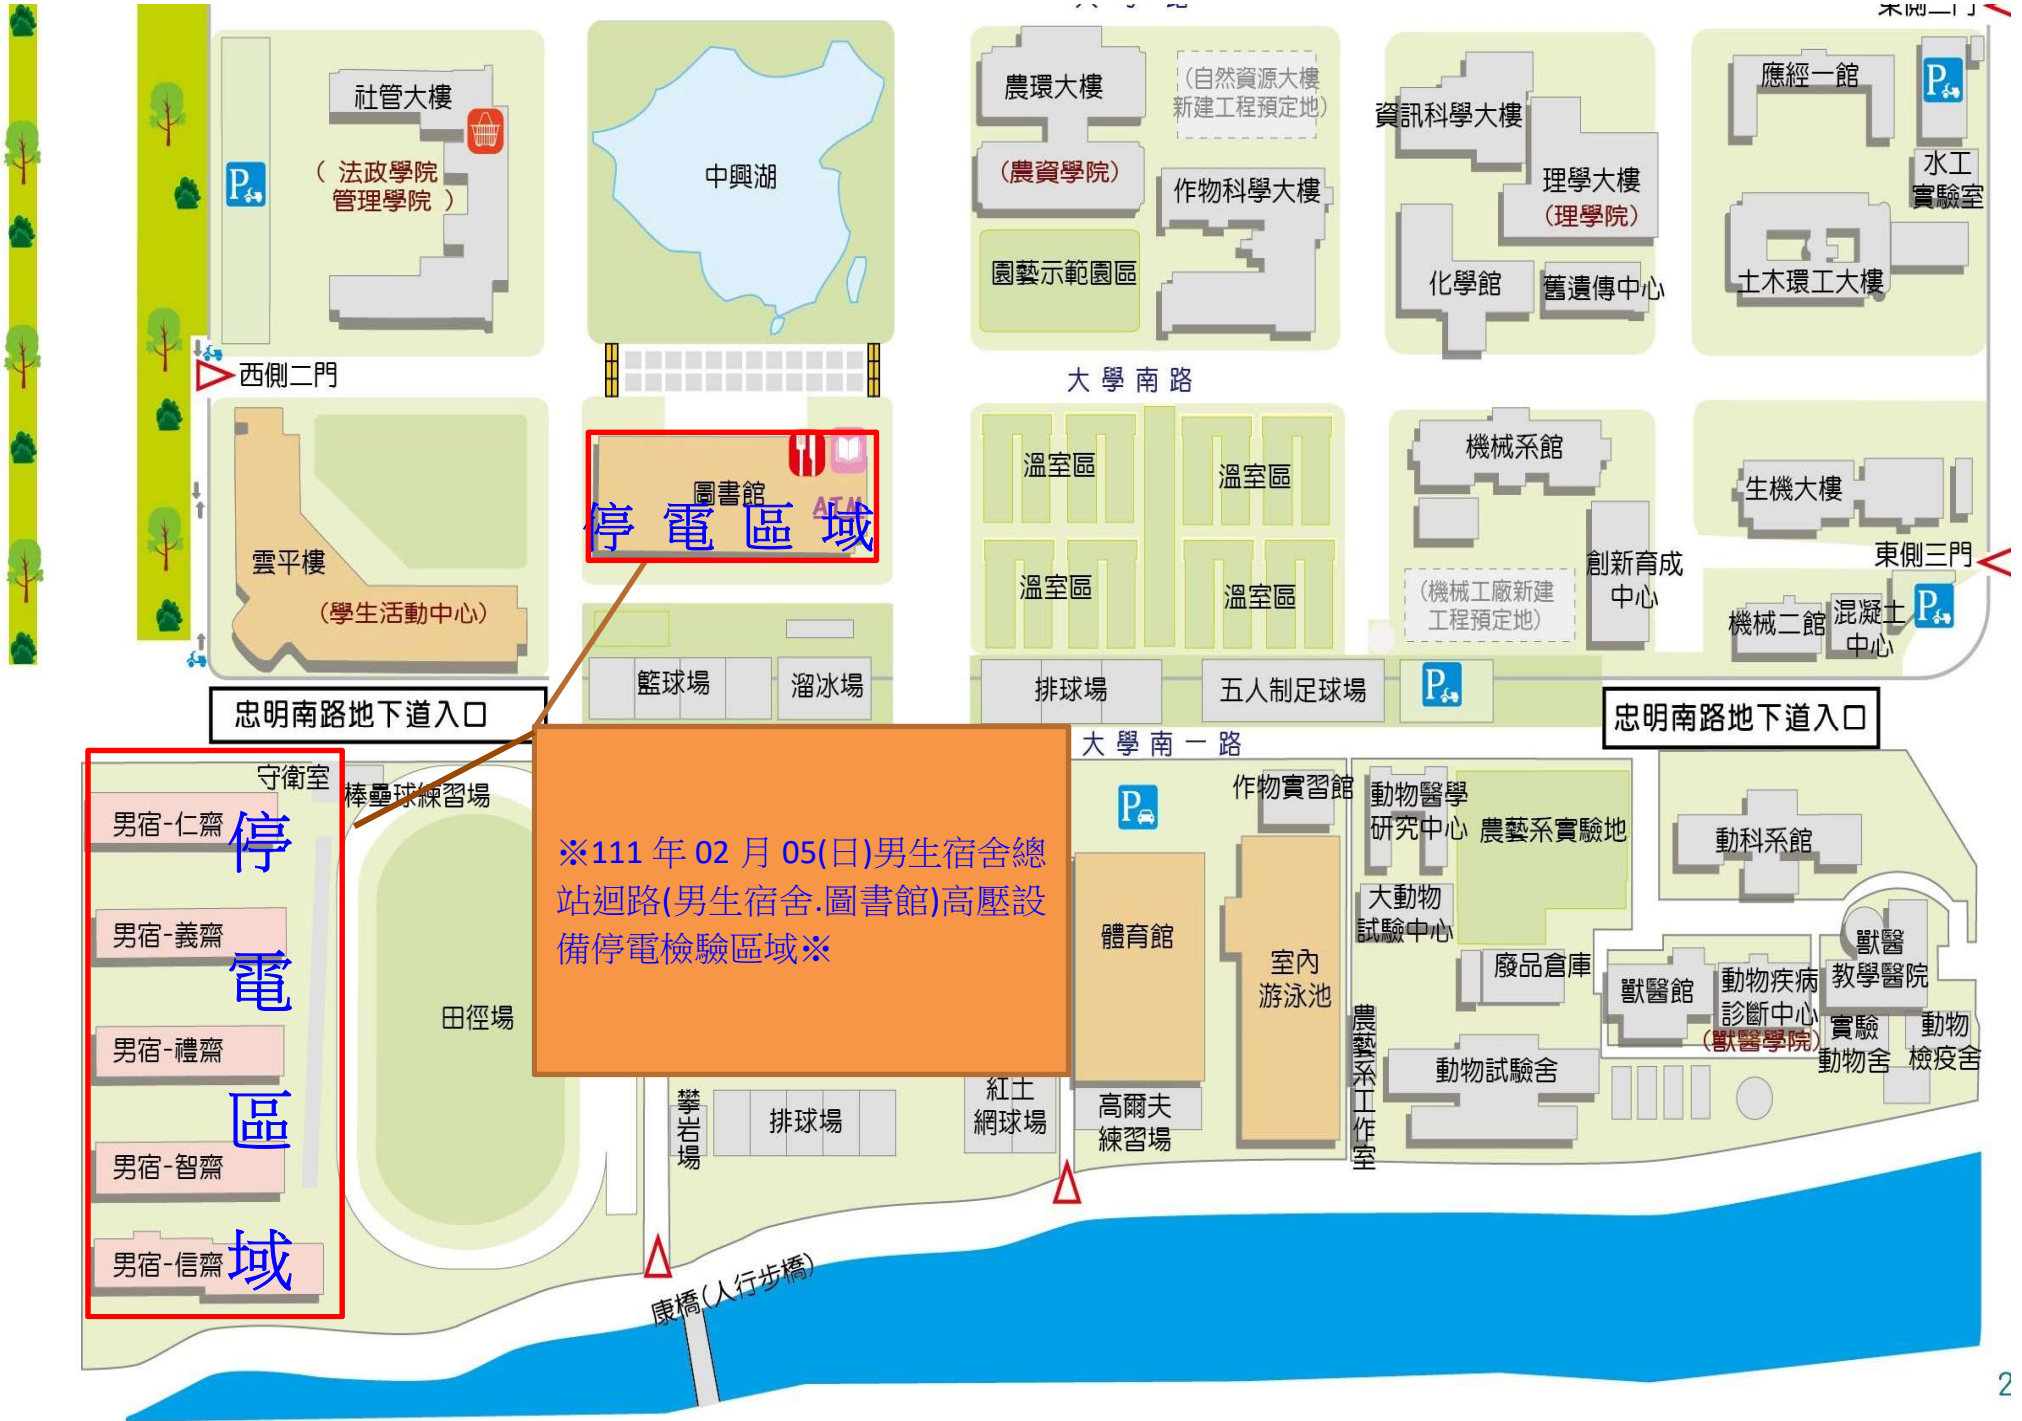 東側二門
社管大樓
( 法政學院
管理學院 )
中興湖
農環大樓
(農資學院)
(自然資源大樓
新建工程預定地)
作物科學大樓
園藝示範園區
資訊科學大樓
理學大樓
(理學院)
化學館
舊遺傳中心
應經一館
P
水工
實驗室
土木環工大樓
P
西側二門
大學南路
圖書館
ATM
停電區域
雲平樓
(學生活動中心)
溫室區
溫室區
溫室區
溫室區
機械系館
(機械工廠新建
工程預定地)
創新育成
中心
生機大樓
東側三門
機械二館
混凝土
中心
P
籃球場
溜冰場
排球場
五人制足球場
P
忠明南路地下道入口
忠明南路地下道入口
大學南一路
守衛室
棒壘球練習場
男宿-仁齋
男宿-義齋
男宿-禮齋
男宿-智齋
男宿-信齋
停
電
區
域
田徑場
※111 年 02 月 05(日)男生宿舍總
站迴路(男生宿舍.圖書館)高壓設
備停電檢驗區域※
P
作物實習館
體育館
室內
游泳池
動物醫學
研究中心
農藝系實驗地
大動物
試驗中心
廢品倉庫
動科系館
獸醫館
動物疾病
診斷中心
(獸醫學院)
獸醫
教學醫院
實驗
動物舍
動物
檢疫舍
動物試驗舍
農藝系工作室
攀岩場
排球場
紅土
網球場
高爾夫
練習場
康橋(人行步橋)
2